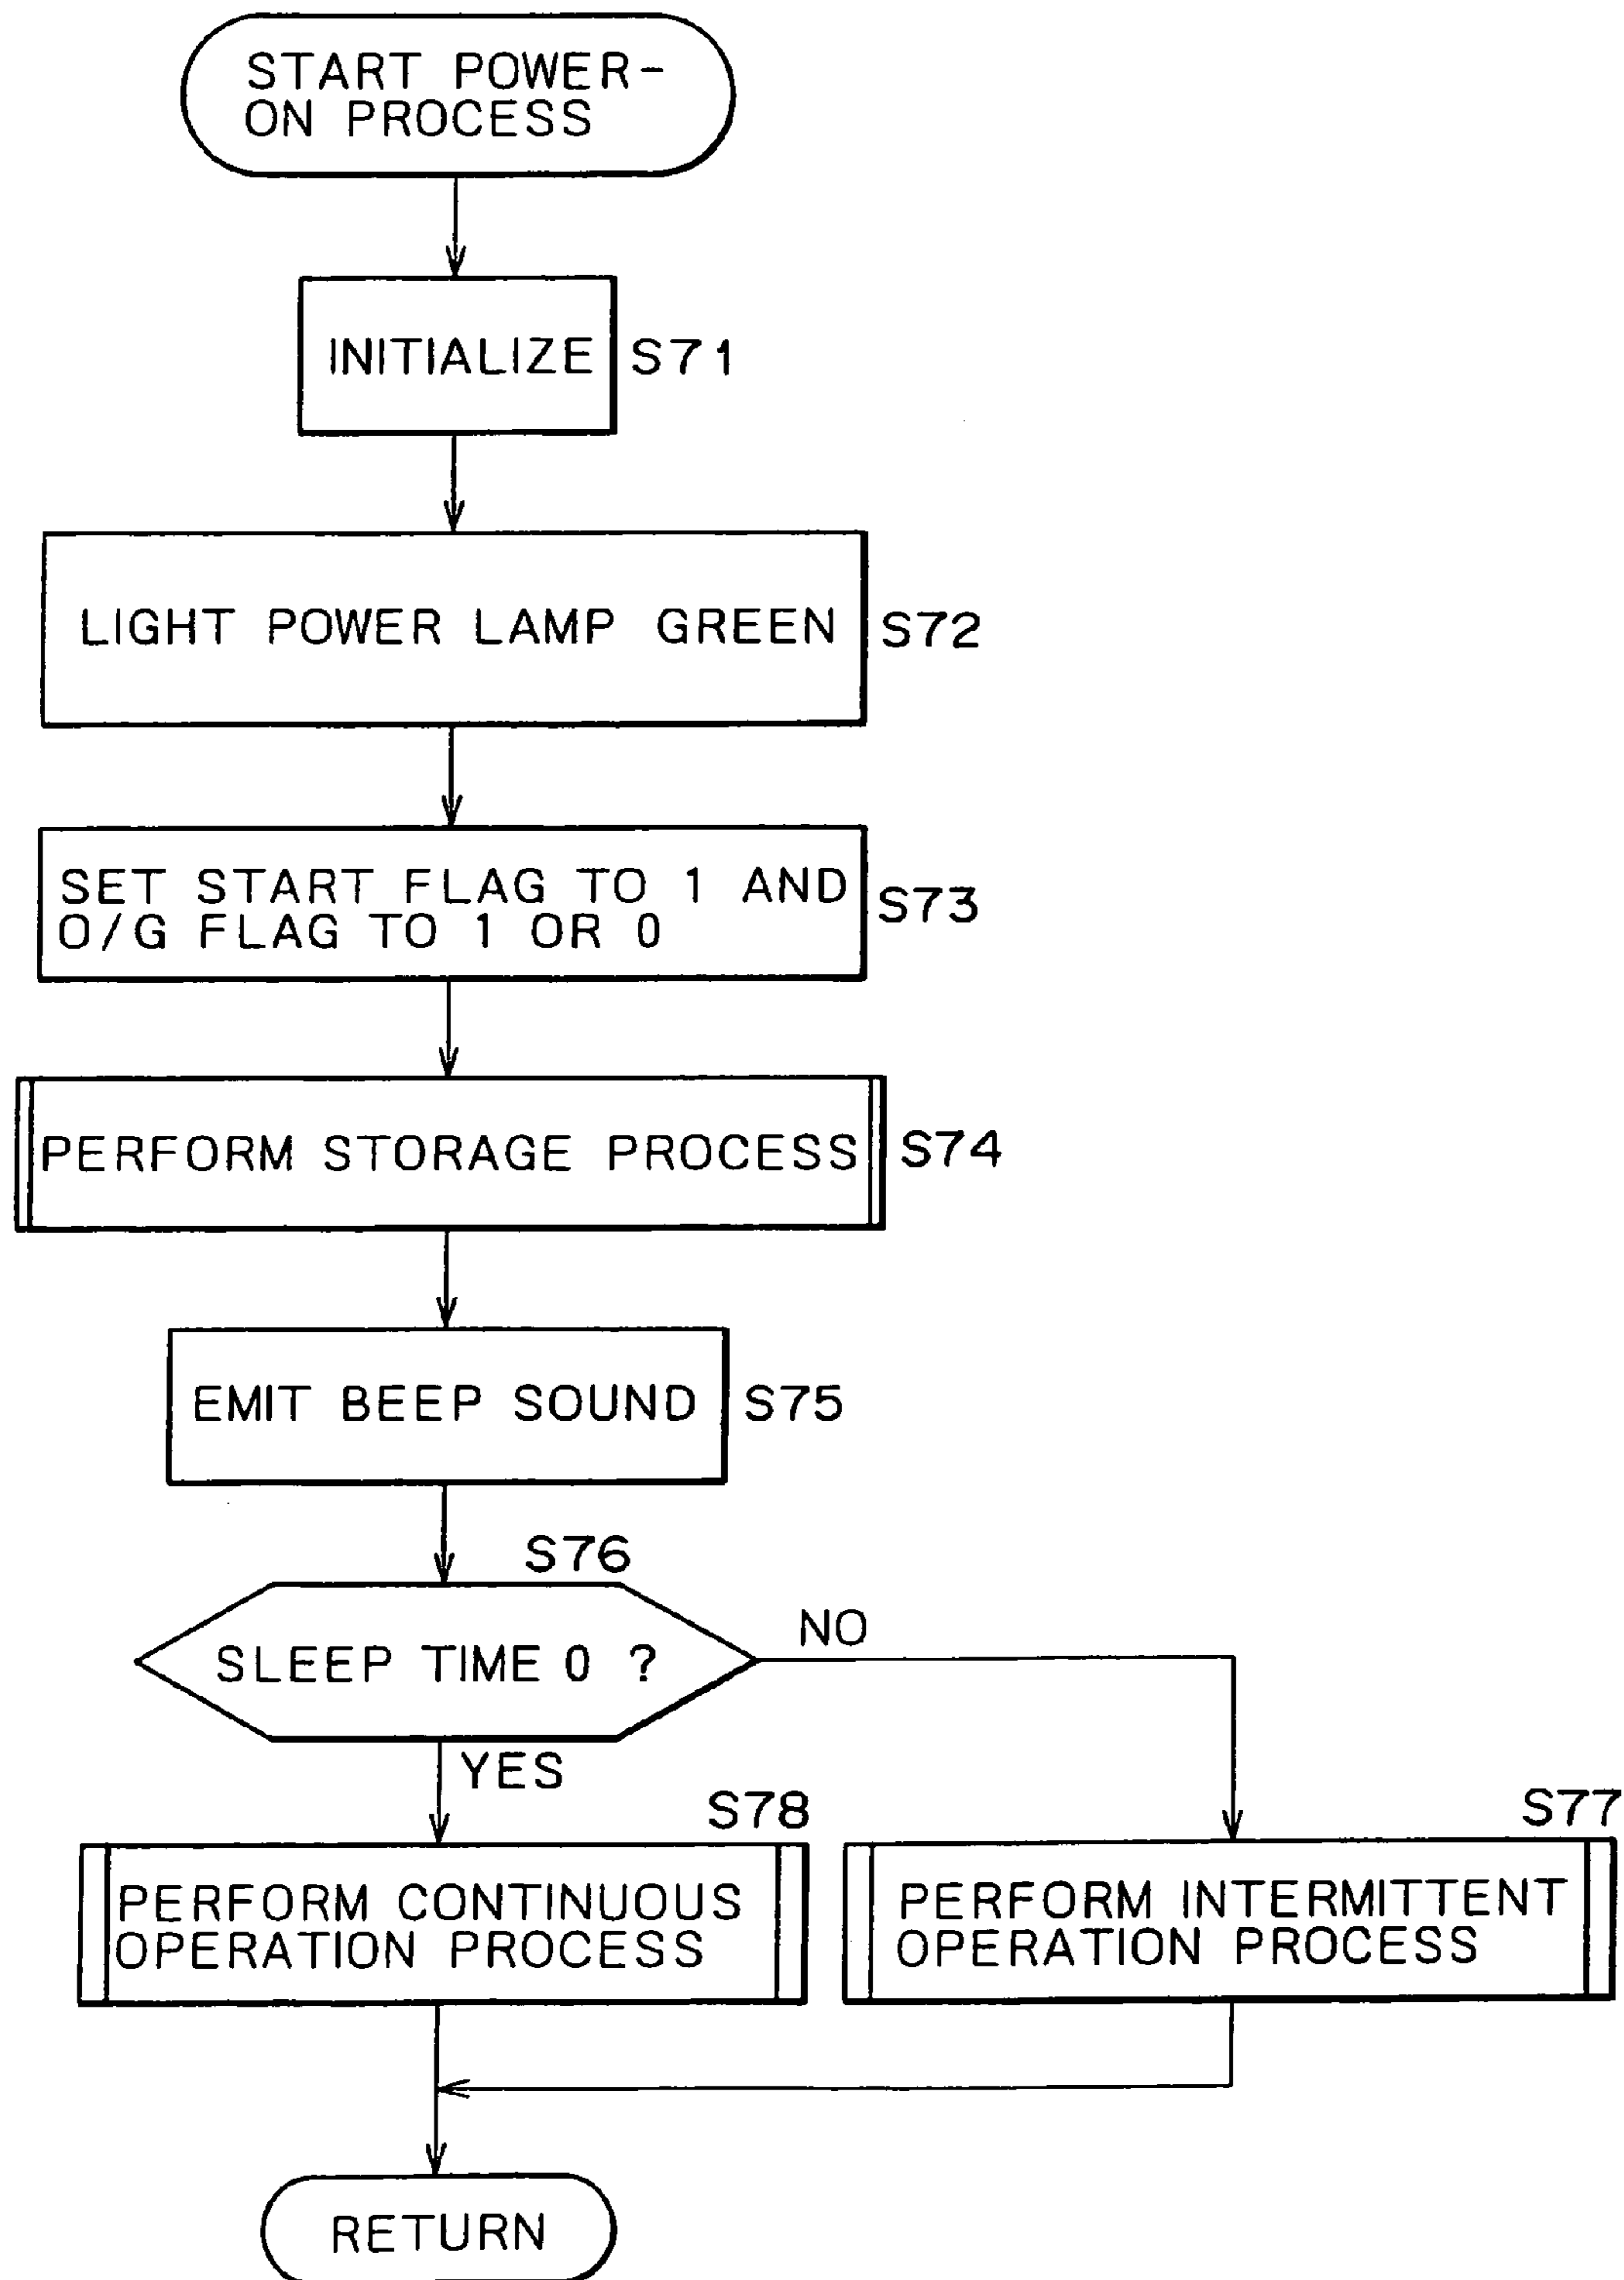 START POWER-
ON PROCESS
INITIALIZE
S71
LIGHT POWER LAMP GREEN
S72
SET START FLAG TO 1 AND
O/G FLAG TO 1 OR 0
S73
PERFORM STORAGE PROCESS
S74
EMIT BEEP SOUND
S75
S76
SLEEP TIME 0 ?
NO
YES
S78
PERFORM CONTINUOUS
OPERATION PROCESS
S77
PERFORM INTERMITTENT
OPERATION PROCESS
RETURN